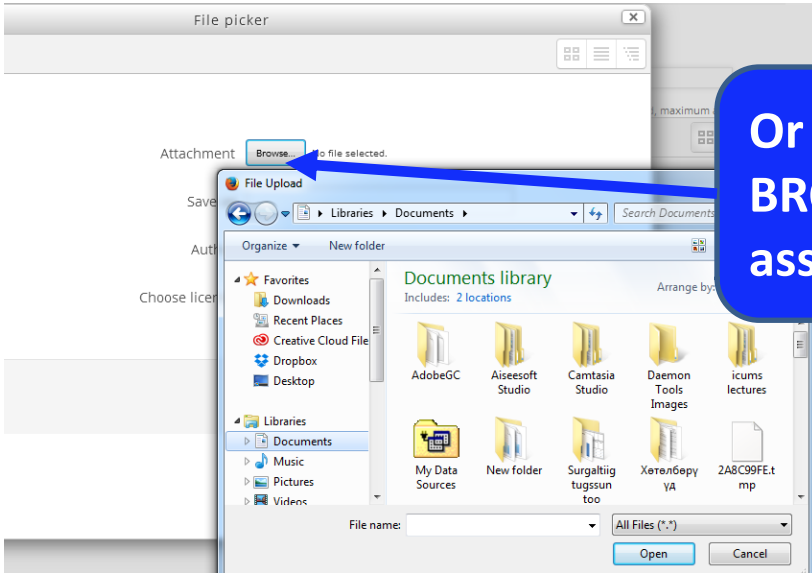 File picker
, maximum
Or
Attachment
Browse...
No file selected.
File Upload
Save
Libraries
Documents
Search Documents
Auth
Organize
New folder
Favorites
Documents library
Choose licen
Downloads
Includes: 2 locations
Arrange by:
Recent Places
Creative Cloud File
Dropbox
Desktop
AdobeGC
Aiseesoft Studio
Camtasia Studio
Daemon Tools Images
icums lectures
Libraries
Documents
Music
Pictures
Videos
My Data Sources
New folder
Surgaltiig tugssun too
Хөтөлбөрүүд
2A8C99FE.tmp
File name:
All Files (*.*)
Open
Cancel